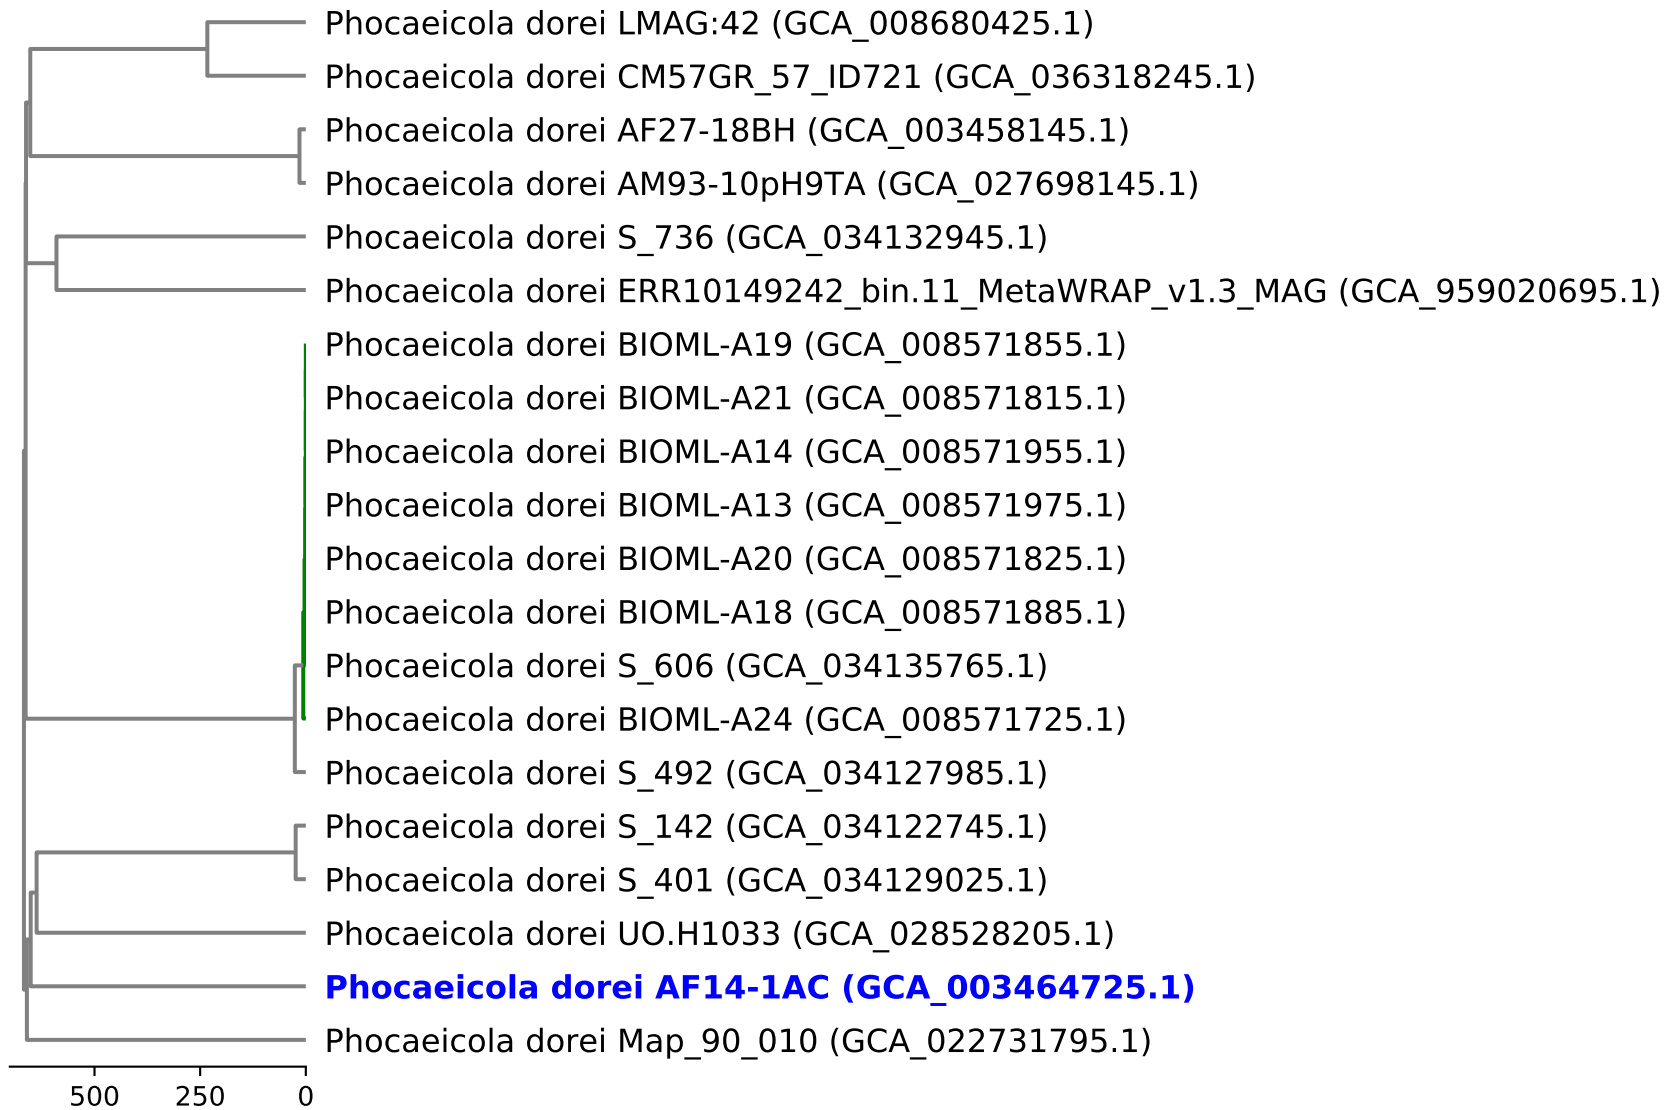 Phocaeicola dorei LMAG:42 (GCA_008680425.1)
Phocaeicola dorei CM57GR_57_ID721 (GCA_036318245.1)
Phocaeicola dorei AF27-18BH (GCA_003458145.1)
Phocaeicola dorei AM93-10pH9TA (GCA_027698145.1)
Phocaeicola dorei S_736 (GCA_034132945.1)
Phocaeicola dorei ERR10149242_bin.11_MetaWRAP_v1.3_MAG (GCA_959020695.1)
Phocaeicola dorei BIOML-A19 (GCA_008571855.1)
Phocaeicola dorei BIOML-A21 (GCA_008571815.1)
Phocaeicola dorei BIOML-A14 (GCA_008571955.1)
Phocaeicola dorei BIOML-A13 (GCA_008571975.1)
Phocaeicola dorei BIOML-A20 (GCA_008571825.1)
Phocaeicola dorei BIOML-A18 (GCA_008571885.1)
Phocaeicola dorei S_606 (GCA_034135765.1)
Phocaeicola dorei BIOML-A24 (GCA_008571725.1)
Phocaeicola dorei S_492 (GCA_034127985.1)
Phocaeicola dorei S_142 (GCA_034122745.1)
Phocaeicola dorei S_401 (GCA_034129025.1)
Phocaeicola dorei UO.H1033 (GCA_028528205.1)
Phocaeicola dorei AF14-1AC (GCA_003464725.1)
Phocaeicola dorei Map_90_010 (GCA_022731795.1)
500 250 0